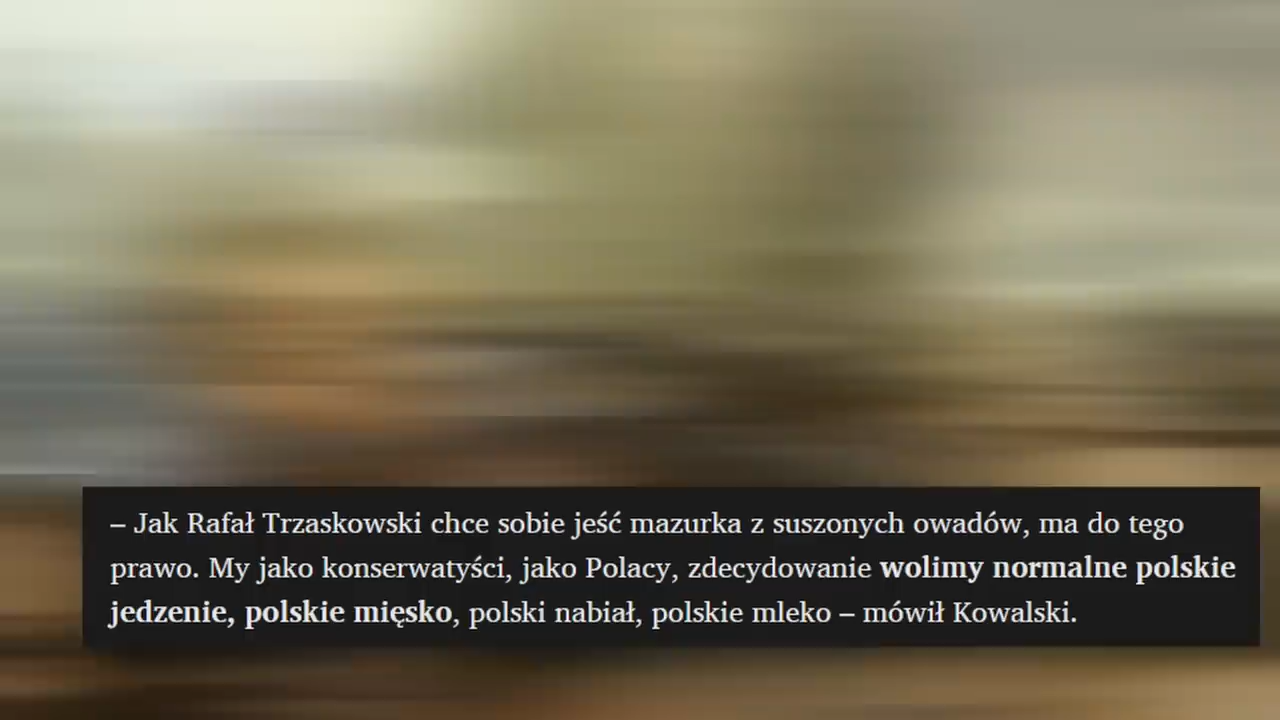 – Jak Rafał Trzaskowski chce sobie jeść mazurka z suszonych owadów, ma do tego
prawo. My jako konserwatyści, jako Polacy, zdecydowanie wolimy normalne polskie
jedzenie, polskie mięsko, polski nabiał, polskie mleko – mówił Kowalski.